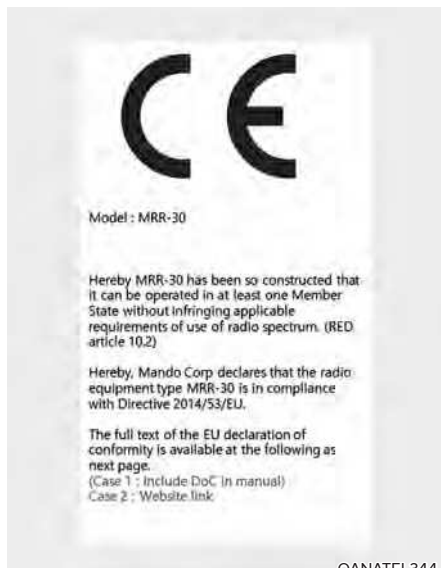 CE
Model : MRR-30
Hereby MRR-30 has been so constructed that
it can be operated in at least one Member
State without infringing applicable
requirements of use of radio spectrum. (RED
article 10.2)
Hereby, Mando Corp declares that the radio
equipment type MRR-30 is in compliance
with Directive 2014/53/EU.
The full text of the EU declaration of
conformity is available at the following as
next page.
(Case 1 : Include DoC in manual)
Case 2 : Website link